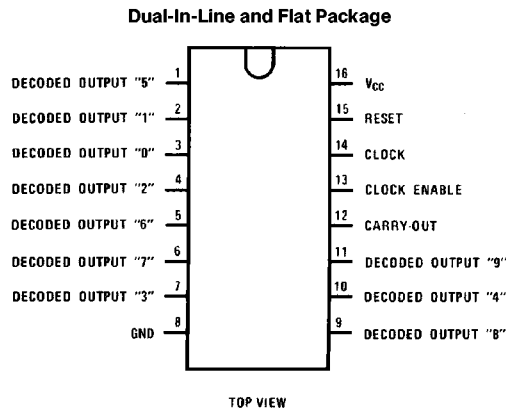 Dual-In-Line and Flat Package
DECODED OUTPUT "5" 1
DECODED OUTPUT "1" 2
DECODED OUTPUT "0" 3
DECODED OUTPUT "2" 4
DECODED OUTPUT "6" 5
DECODED OUTPUT "7" 6
DECODED OUTPUT "3" 7
GND 8
16 VCC
15 RESET
14 CLOCK
13 CLOCK ENABLE
12 CARRY-OUT
11 DECODED OUTPUT "9"
10 DECODED OUTPUT "4"
9 DECODED OUTPUT "8"
TOP VIEW